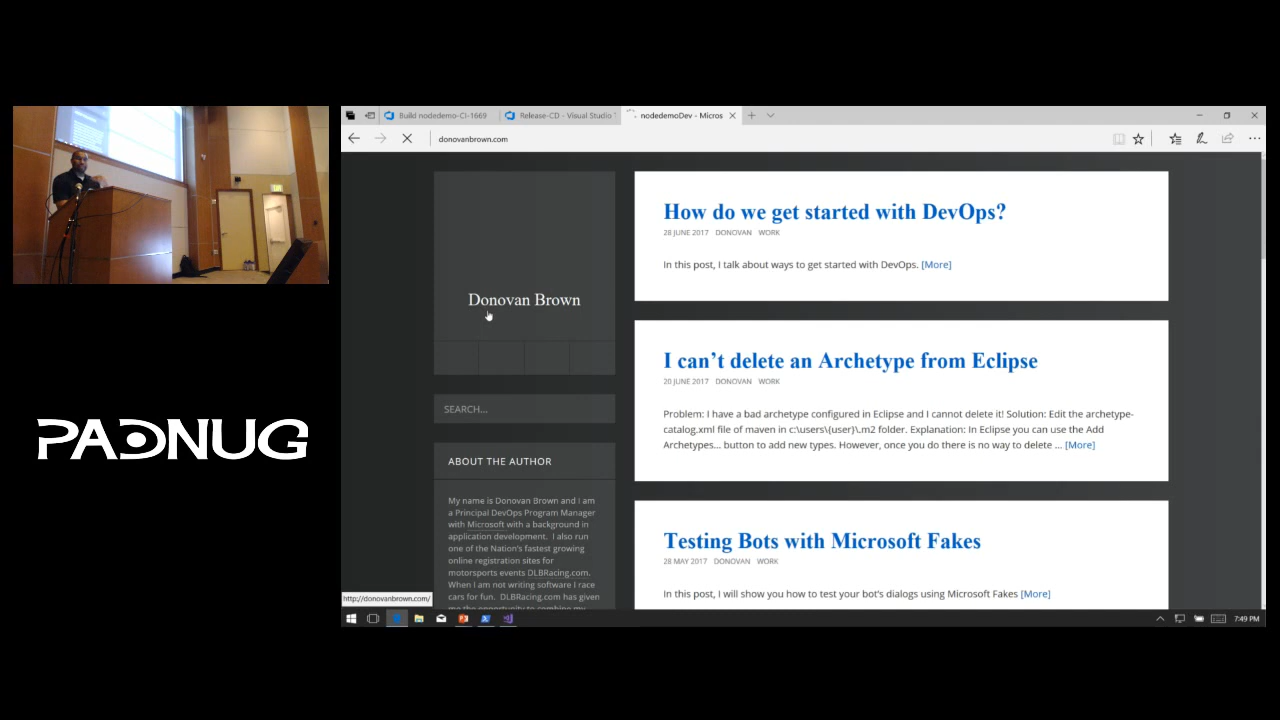 Build nodedemo-CI-1669
Release-CD - Visual Studio T
nodedemoDev - Micros
donovanbrown.com
Donovan Brown
SEARCH...
ABOUT THE AUTHOR
My name is Donovan Brown and I am
a Principal DevOps Program Manager
with Microsoft with a background in
application development. I also run
one of the Nation's fastest growing
online registration sites for
motorsports events DLBRacing.com.
When I am not writing software I race
cars for fun. DLBRacing.com has given
me the opportunity to combine my
How do we get started with DevOps?
28 JUNE 2017 DONOVAN WORK
In this post, I talk about ways to get started with DevOps. [More]
I can’t delete an Archetype from Eclipse
20 JUNE 2017 DONOVAN WORK
Problem: I have a bad archetype configured in Eclipse and I cannot delete it! Solution: Edit the archetype-
catalog.xml file of maven in c:\users\{user}\.m2 folder. Explanation: In Eclipse you can use the Add
Archetypes... button to add new types. However, once you do there is no way to delete ... [More]
Testing Bots with Microsoft Fakes
28 MAY 2017 DONOVAN WORK
In this post, I will show you how to test your bot's dialogs using Microsoft Fakes [More]
http://donovanbrown.com/
7:49 PM
PADNUG